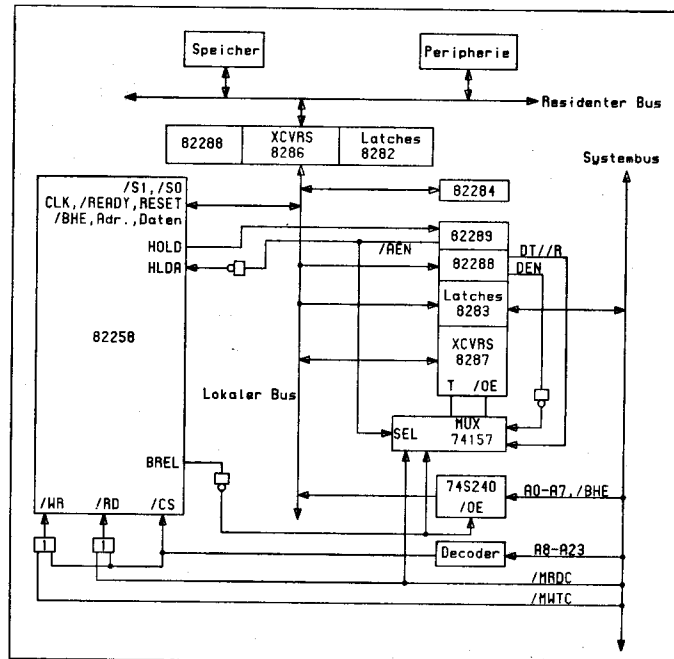 Speicher
Peripherie
Residenter Bus
82288
XCVRS
8286
Latches
8282
Systembus
/S1,/S0
CLK,/READY,RESET
/BHE,Adr.,Daten
HOLD
HLDA
82258
BREL
/WR
/RD
/CS
82284
82289
/AEN
DT//R
82288
DEN
Latches
8283
XCVRS
8287
T
/OE
Lokaler Bus
MUX
SEL
74157
74S240
/OE
A0-A7,/BHE
1
1
Decoder
A8-A23
/MRDC
/MWTC